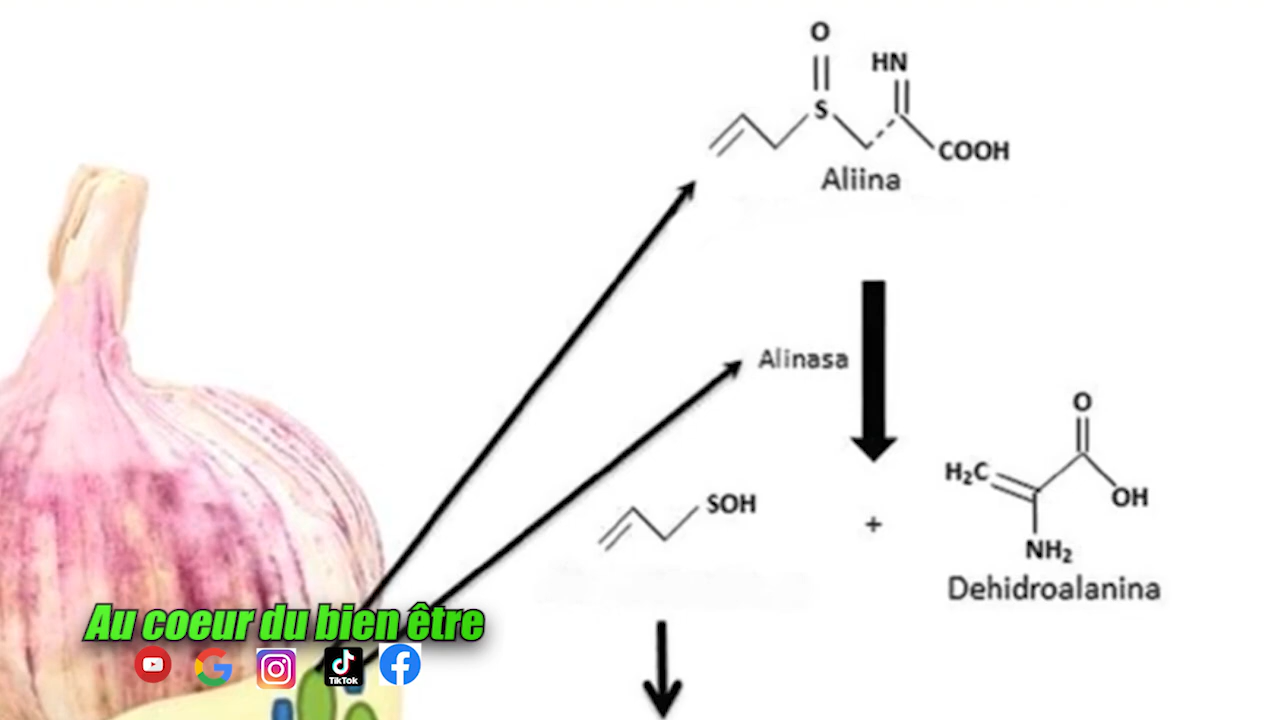 O
HN
S
COOH
Aliina
Alinasa
O
H₂C
OH
SOH
+
NH₂
Dehidroalanina
Au coeur du bien être
TikTok